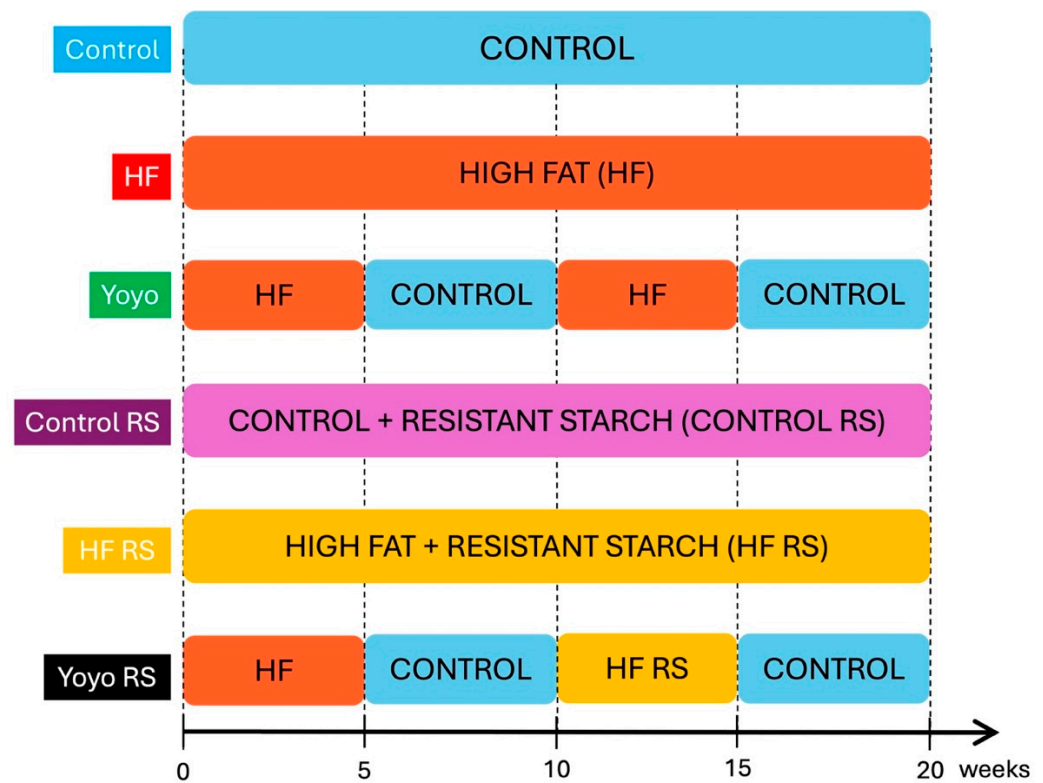 Control
CONTROL
HF
HIGH FAT (HF)
Yoyo
HF
CONTROL
HF
CONTROL
Control RS
CONTROL + RESISTANT STARCH (CONTROL RS)
HF RS
HIGH FAT + RESISTANT STARCH (HF RS)
Yoyo RS
HF
CONTROL
HF RS
CONTROL
0
5
10
15
20
weeks